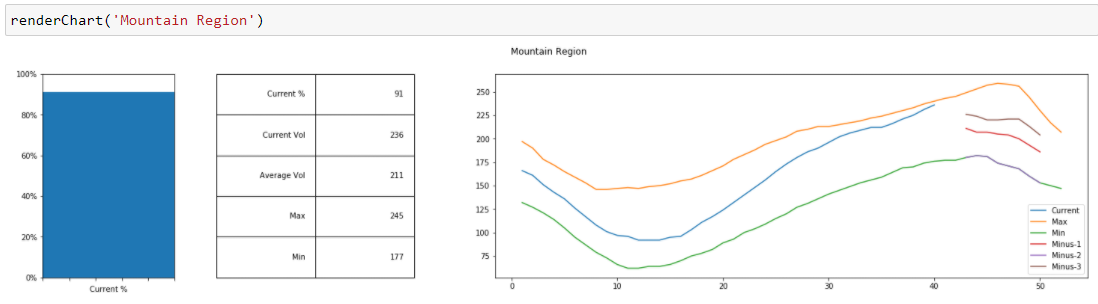 renderChart('Mountain Region')
Mountain Region
100%
80%
60%
40%
20%
0%
Current %
Current % 91
Current Vol 236
Average Vol 211
Max 245
Min 177
250
225
200
175
150
125
100
75
0 10 20 30 40 50
Current
Max
Min
Minus-1
Minus-2
Minus-3